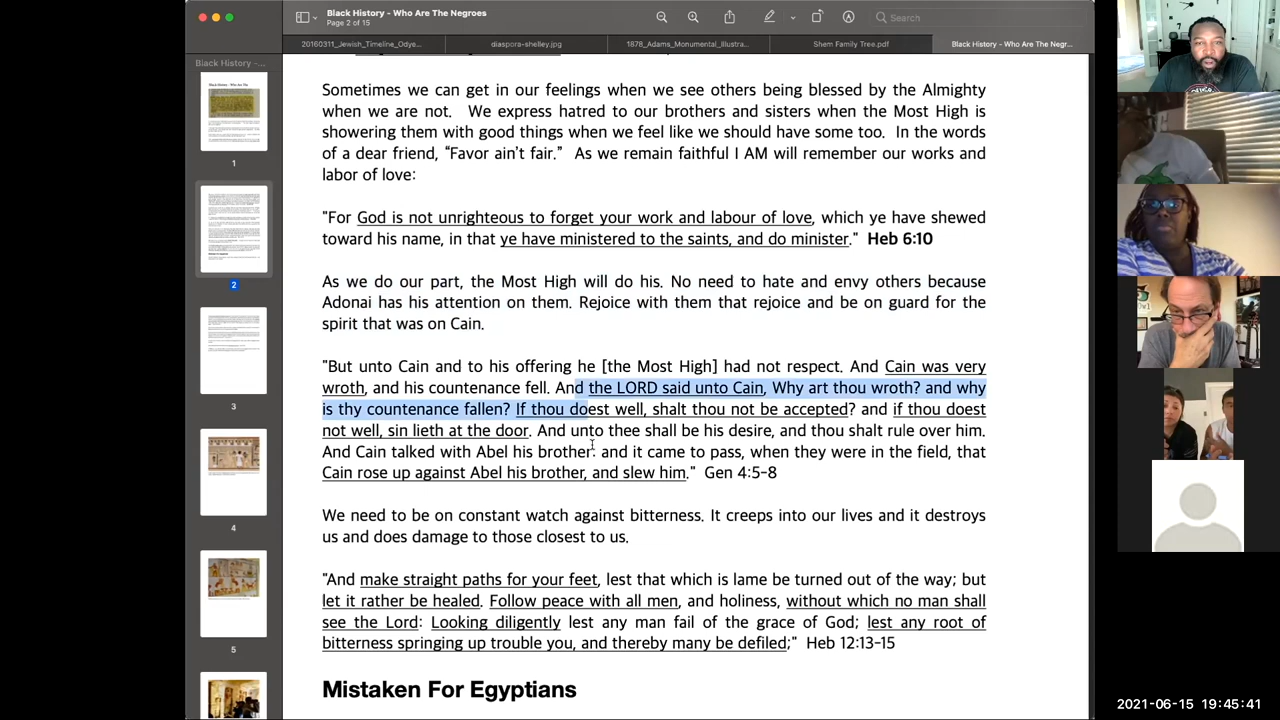 Black History - Who Are The Negroes
Page 2 of 15
Search
20160311_Jewish_Timeline_Odye...
diaspora-shelley.jpg
1878_Adams_Monumental_Illustra...
Shem Family Tree.pdf
Black History - Who Are The Negr...
Black History -...
1
2
3
4
5
Sometimes we can get in our feelings when we see others being blessed by the Almighty
when we are not. We express hatred to our brothers and sisters when the Most High is
showering them with good things when we feel like we should have some too. In the words
of a dear friend, “Favor ain’t fair.” As we remain faithful I AM will remember our works and
labor of love:
"For God is not unrighteous to forget your work and labour of love, which ye have shewed
toward his name, in that ye have ministered to the saints, and do minister." Heb 6:10
As we do our part, the Most High will do his. No need to hate and envy others because
Adonai has his attention on them. Rejoice with them that rejoice and be on guard for the
spirit that was on Cain.
"But unto Cain and to his offering he [the Most High] had not respect. And Cain was very
wroth, and his countenance fell. And the LORD said unto Cain, Why art thou wroth? and why
is thy countenance fallen? If thou doest well, shalt thou not be accepted? and if thou doest
not well, sin lieth at the door. And unto thee shall be his desire, and thou shalt rule over him.
And Cain talked with Abel his brother: and it came to pass, when they were in the field, that
Cain rose up against Abel his brother, and slew him." Gen 4:5-8
We need to be on constant watch against bitterness. It creeps into our lives and it destroys
us and does damage to those closest to us.
"And make straight paths for your feet, lest that which is lame be turned out of the way; but
let it rather be healed. Follow peace with all men, and holiness, without which no man shall
see the Lord: Looking diligently lest any man fail of the grace of God; lest any root of
bitterness springing up trouble you, and thereby many be defiled;" Heb 12:13-15
Mistaken For Egyptians
2021-06-15 19:45:41